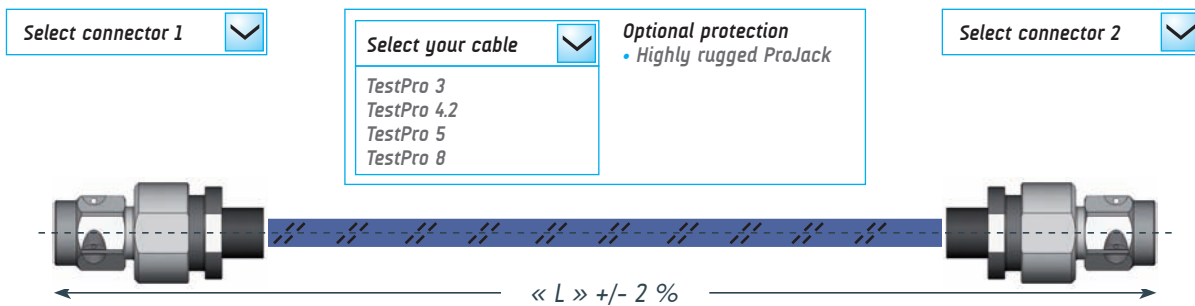 Select connector 1
Select your cable
TestPro 3
TestPro 4.2
TestPro 5
TestPro 8
Optional protection
• Highly rugged ProJack
Select connector 2
« L » +/- 2 %